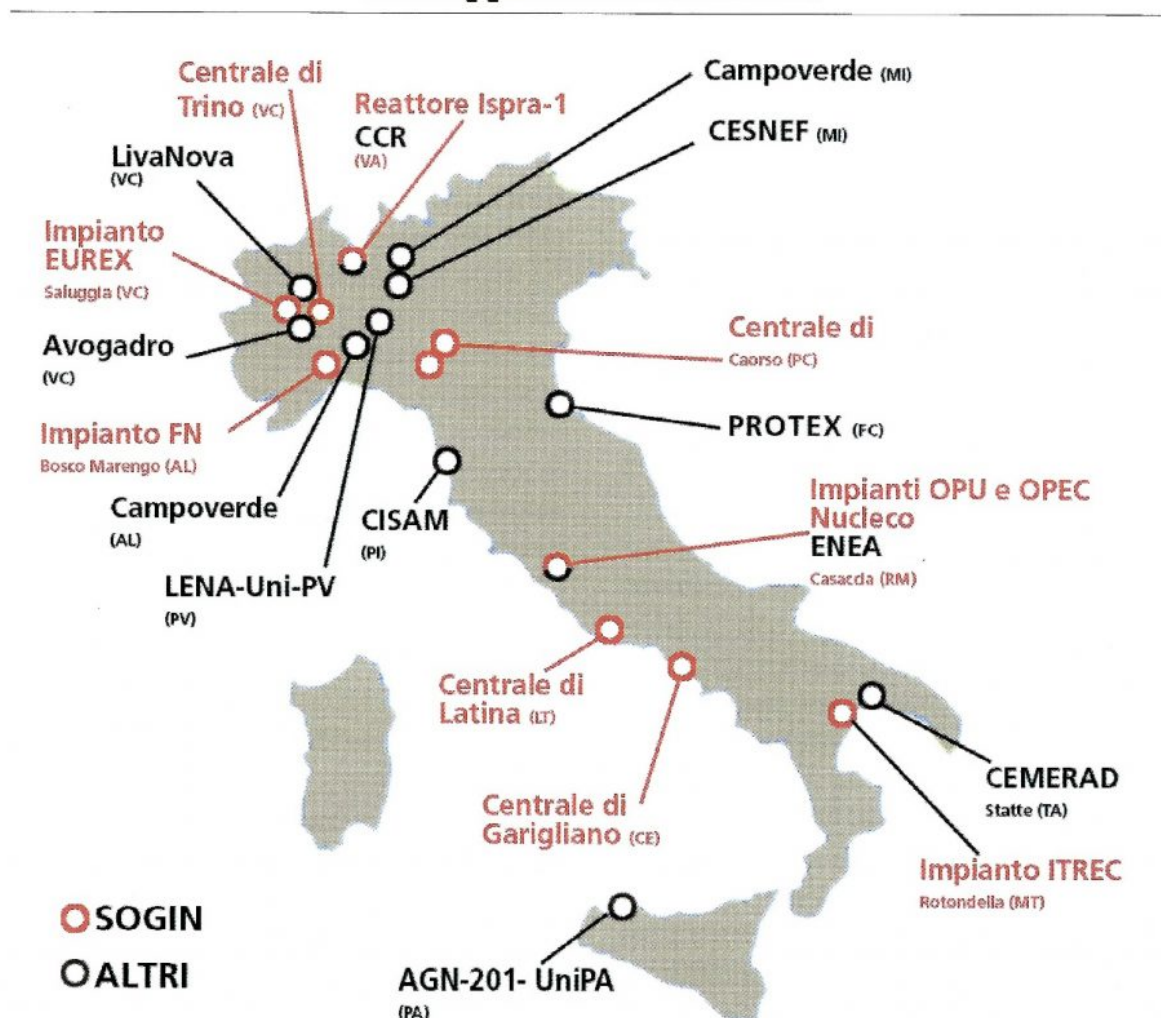 Centrale di
Trino (VC)
Reattore Ispra-1
CCR
(VA)
Campoverde (MI)
CESNEF (MI)
LivaNova
(VC)
Impianto
EUREX
Saluggia (VC)
Avogadro
(VC)
Centrale di
Caorso (PC)
PROTEX (FC)
Impianto FN
Bosco Marengo (AL)
Campoverde
(AL)
CISAM
(PI)
LENA-Uni-PV
(PV)
Impianti OPU e OPEC
Nucleco
ENEA
Casaccia (RM)
Centrale di
Latina (LT)
Centrale di
Garigliano (CE)
CEMERAD
Statte (TA)
Impianto ITREC
Rotondella (MT)
SOGIN
ALTRI
AGN-201- UniPA
(PA)